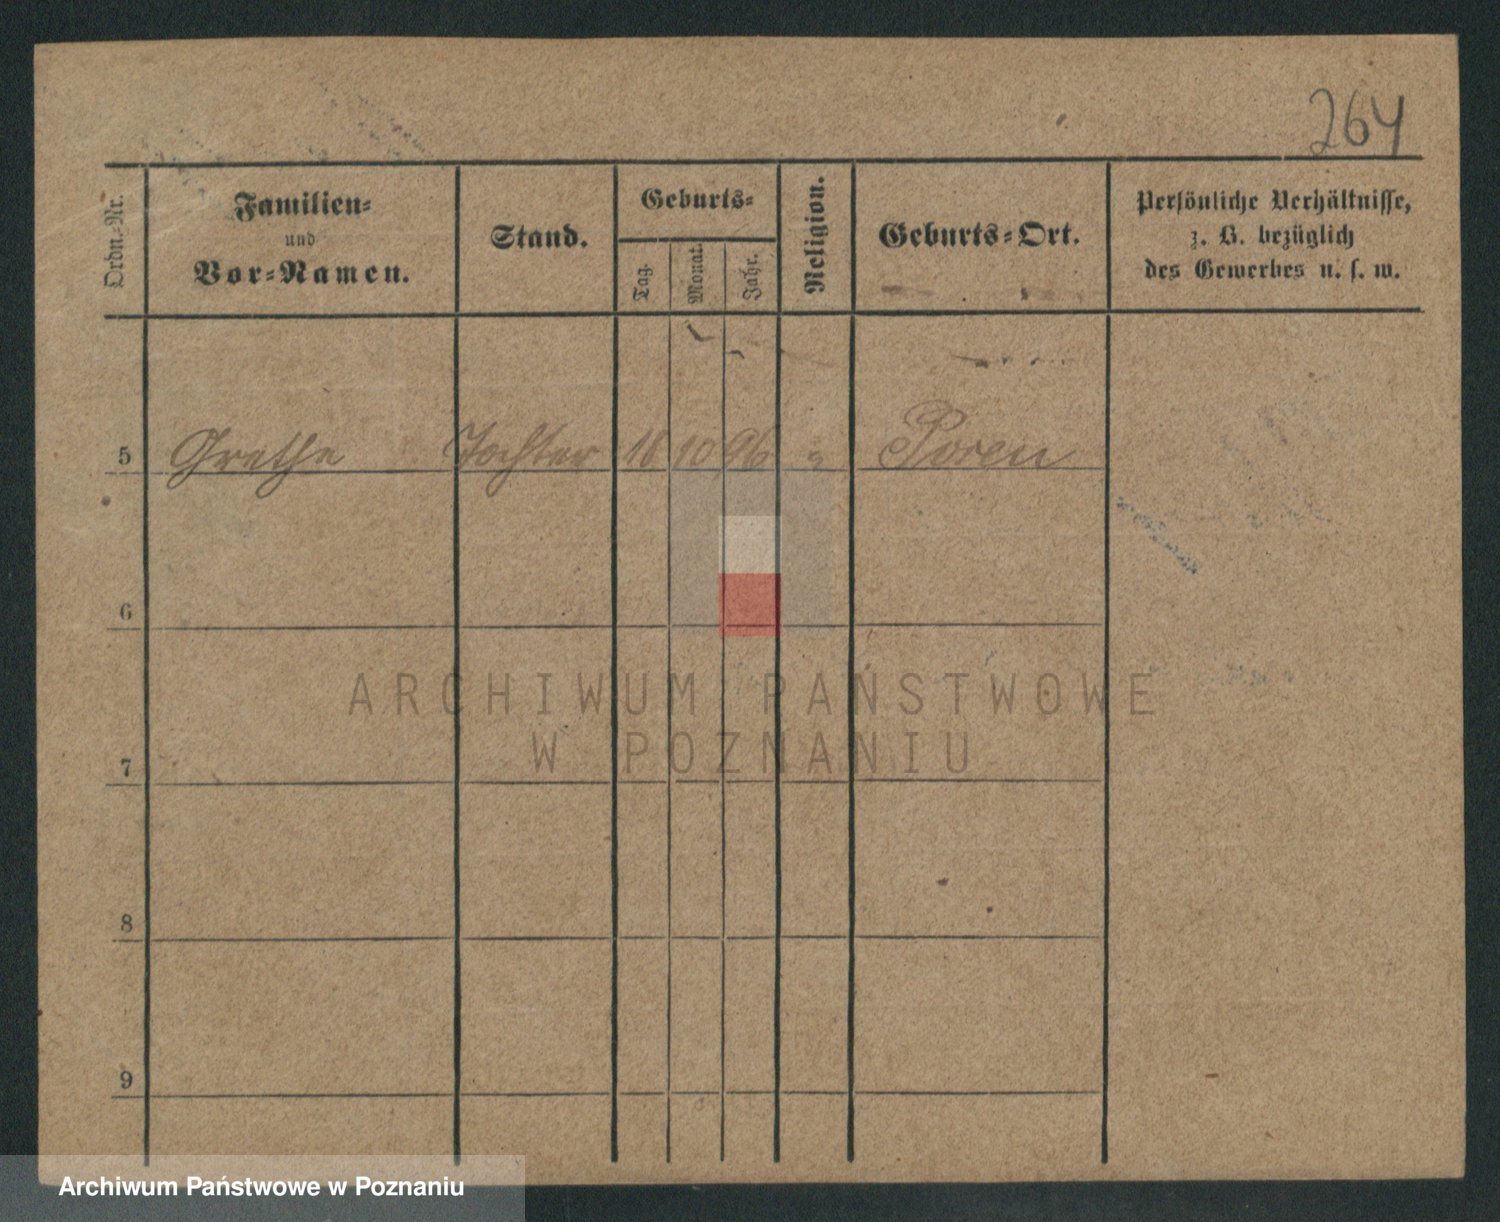 264
Ordn.-Nr.
Familien-
und
Vor-Namen.
Stand.
Geburts-
Tag.
Monat.
Jahr.
Religion.
Geburts-Ort.
Persönliche Verhältnisse,
z. B. bezüglich
des Gewerbes u. s. w.
5 Grethe Tochter 18 10 96 " Posen
6
7
8
9
ARCHIWUM PAŃSTWOWE
W POZNANIU
Archiwum Państwowe w Poznaniu